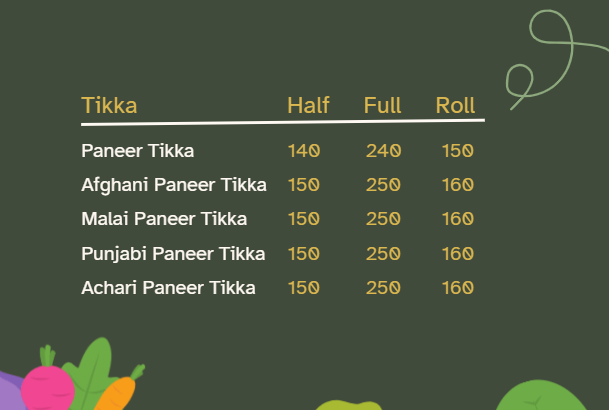 Tikka Half Full Roll
Paneer Tikka 140 240 150
Afghani Paneer Tikka 150 250 160
Malai Paneer Tikka 150 250 160
Punjabi Paneer Tikka 150 250 160
Achari Paneer Tikka 150 250 160